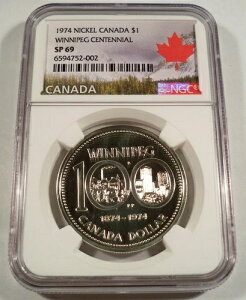 1974 NICKEL CANADA $1
WINNIPEG CENTENNIAL
SP 69
6594752-002
CANADA
NGC
WINNIPEG
100
1874-1974
CANADA DOLLAR